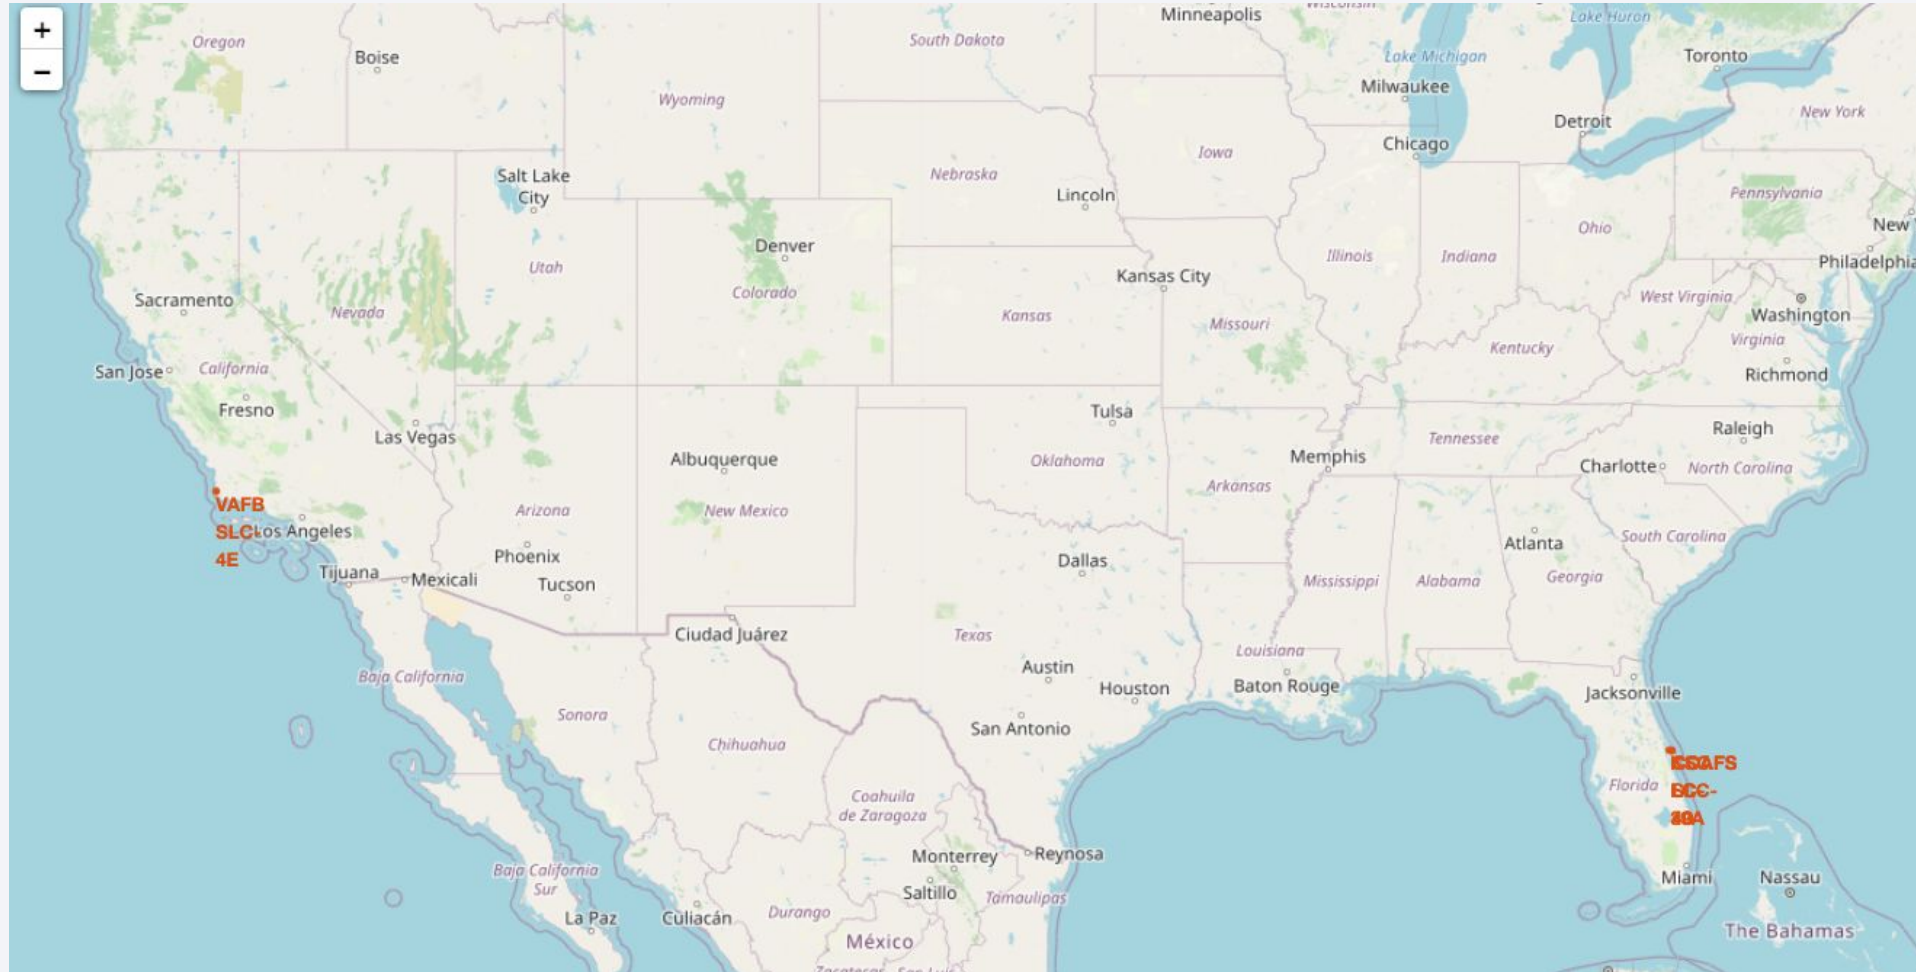 +
−
Minneapolis
Wisconsin
Lake Huron
Oregon
Boise
South Dakota
Lake Michigan
Toronto
Wyoming
Milwaukee
New York
Detroit
Chicago
Iowa
Salt Lake
City
Nebraska
Lincoln
Pennsylvania
New
Ohio
Denver
Utah
Illinois
Indiana
Philadelphia
Kansas City
Colorado
Sacramento
Nevada
West Virginia
Washington
Kansas
Missouri
Virginia
Kentucky
San Jose
California
Richmond
Fresno
Tulsa
Las Vegas
Raleigh
Tennessee
Albuquerque
Oklahoma
Memphis
Charlotte
North Carolina
Arkansas
VAFB
SLC-
4E
Los Angeles
Arizona
New Mexico
Atlanta
South Carolina
Phoenix
Dallas
Tijuana
Mexicali
Tucson
Mississippi
Alabama
Georgia
Ciudad Juárez
Texas
Louisiana
Baja California
Austin
Houston
Baton Rouge
Jacksonville
Sonora
San Antonio
Chihuahua
Florida
Coahuila
de Zaragoza
Monterrey
Reynosa
Baja California
Sur
Saltillo
Tamaulipas
Miami
Nassau
La Paz
Culiacán
Durango
México
The Bahamas
Zacatecas
San Luis